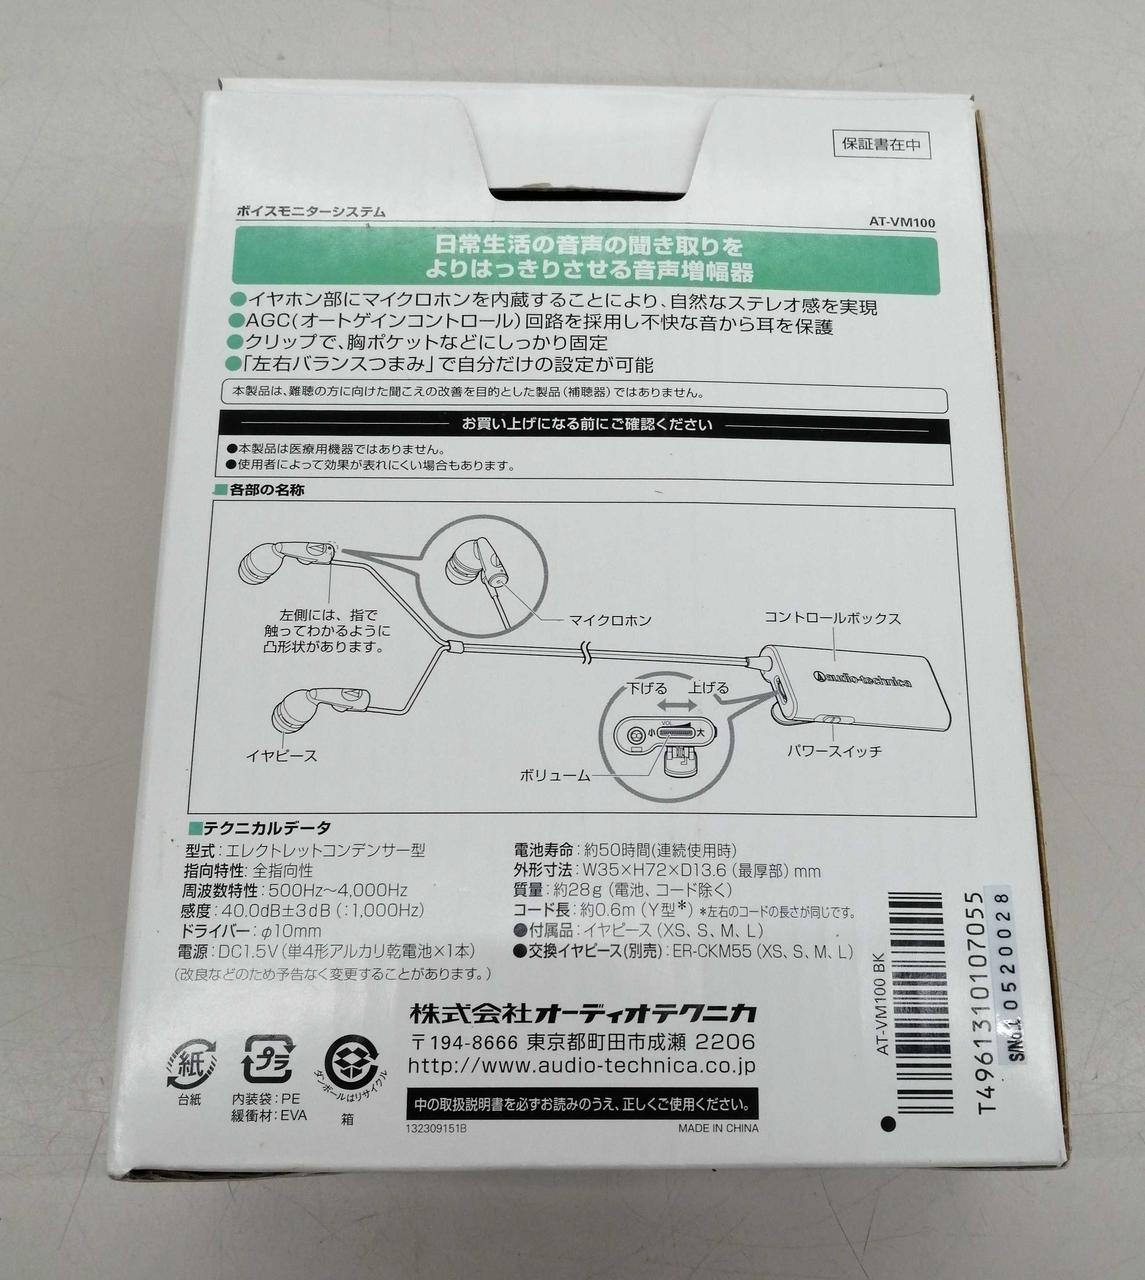 保証書在中
ボイスモニターシステム
AT-VM100
日常生活の音声の聞き取りを
よりはっきりさせる音声増幅器
●イヤホン部にマイクロホンを内蔵することにより、自然なステレオ感を実現
●AGC(オートゲインコントロール)回路を採用し不快な音から耳を保護
●クリップで、胸ポケットなどにしっかり固定
●「左右バランスつまみ」で自分だけの設定が可能
本製品は、難聴の方に向けた聞こえの改善を目的とした製品(補聴器)ではありません。
お買い上げになる前にご確認ください
●本製品は医療用機器ではありません。
●使用者によって効果が表れにくい場合もあります。
■各部の名称
左側には、指で
触ってわかるように
凸形状があります。
マイクロホン
コントロールボックス
audio-technica
下げる 上げる
VOL
小 大
ボリューム
パワースイッチ
イヤピース
■テクニカルデータ
型式:エレクトレットコンデンサー型
指向特性:全指向性
周波数特性:500Hz~4,000Hz
感度:40.0dB±3dB(:1,000Hz)
ドライバー:φ10mm
電源:DC1.5V(単4形アルカリ乾電池×1本)
(改良などのため予告なく変更することがあります。)
電池寿命:約50時間(連続使用時)
外形寸法:W35×H72×D13.6(最厚部)mm
質量:約28g(電池、コード除く)
コード長:約0.6m(Y型*)*左右のコードの長さが同じです。
●付属品:イヤピース(XS、S、M、L)
●交換イヤピース(別売):ER-CKM55(XS、S、M、L)
株式会社オーディオテクニカ
〒194-8666 東京都町田市成瀬 2206
http://www.audio-technica.co.jp
中の取扱説明書を必ずお読みのうえ、正しくご使用ください。
132309151B
MADE IN CHINA
紙
台紙
プラ
内装袋:PE
緩衝材:EVA
ダンボールはリサイクル
箱
AT-VM100 BK
T4961310107055
S/No.1 0520028